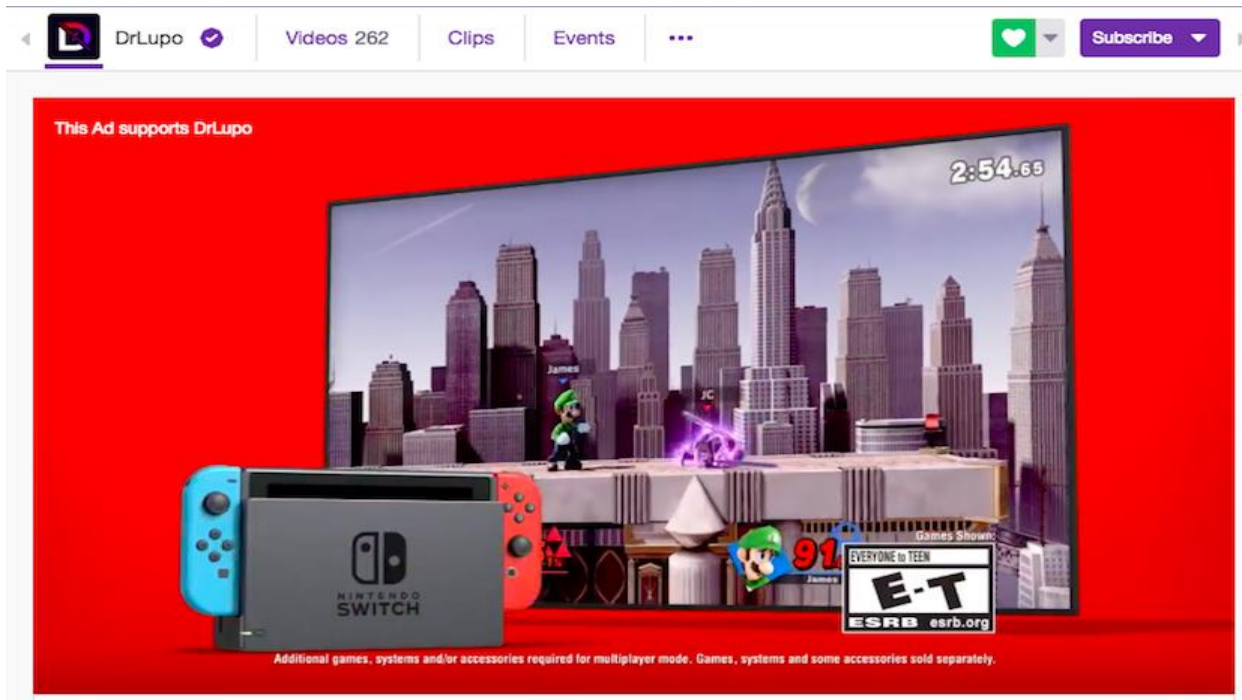 DrLupo
Videos 262
Clips
Events
Subscribe
This Ad supports DrLupo
2:54.65
James
JC
NINTENDO
SWITCH
James
Games Shown:
EVERYONE to TEEN
E-T
ESRB esrb.org
Additional games, systems and/or accessories required for multiplayer mode. Games, systems and some accessories sold separately.